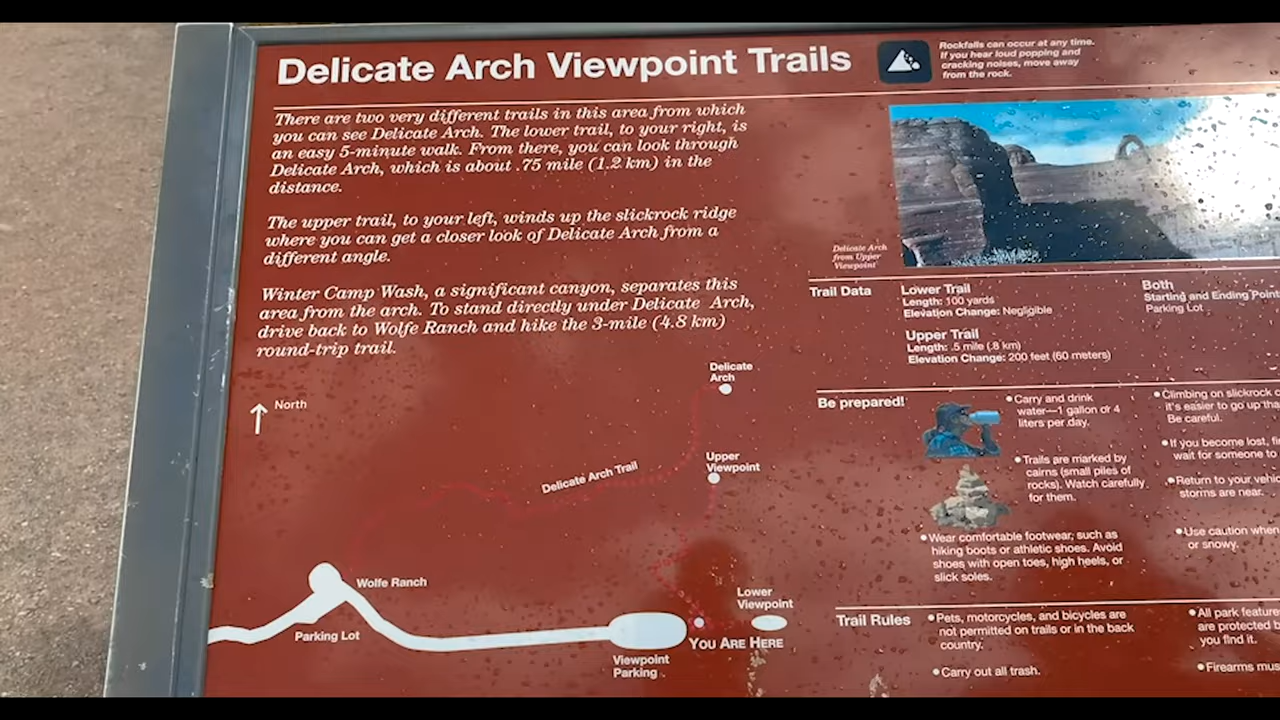 Delicate Arch Viewpoint Trails
Rockfalls can occur at any time.
If you hear loud popping and
cracking noises, move away
from the rock.
There are two very different trails in this area from which
you can see Delicate Arch. The lower trail, to your right, is
an easy 5-minute walk. From there, you can look through
Delicate Arch, which is about .75 mile (1.2 km) in the
distance.
The upper trail, to your left, winds up the slickrock ridge
where you can get a closer look of Delicate Arch from a
different angle.
Winter Camp Wash, a significant canyon, separates this
area from the arch. To stand directly under Delicate Arch,
drive back to Wolfe Ranch and hike the 3-mile (4.8 km)
round-trip trail.
North
Delicate
Arch
Upper
Viewpoint
Delicate Arch Trail
Wolfe Ranch
Parking Lot
Lower
Viewpoint
YOU ARE HERE
Viewpoint
Parking
Delicate Arch
from Upper
Viewpoint
Trail Data
Lower Trail
Length: 100 yards
Elevation Change: Negligible
Upper Trail
Length: .5 mile (.8 km)
Elevation Change: 200 feet (60 meters)
Both
Starting and Ending Point
Parking Lot
Be prepared!
Carry and drink
water—1 gallon or 4
liters per day.
Trails are marked by
cairns (small piles of
rocks). Watch carefully
for them.
Wear comfortable footwear, such as
hiking boots or athletic shoes. Avoid
shoes with open toes, high heels, or
slick soles.
Climbing on slickrock
it's easier to go up
Be careful.
If you become lost,
wait for someone to
Return to your
storms are near.
Use caution when
or snowy.
Trail Rules
Pets, motorcycles, and bicycles are
not permitted on trails or in the back
country.
Carry out all trash.
All park
are protected
you find it.
Firearms